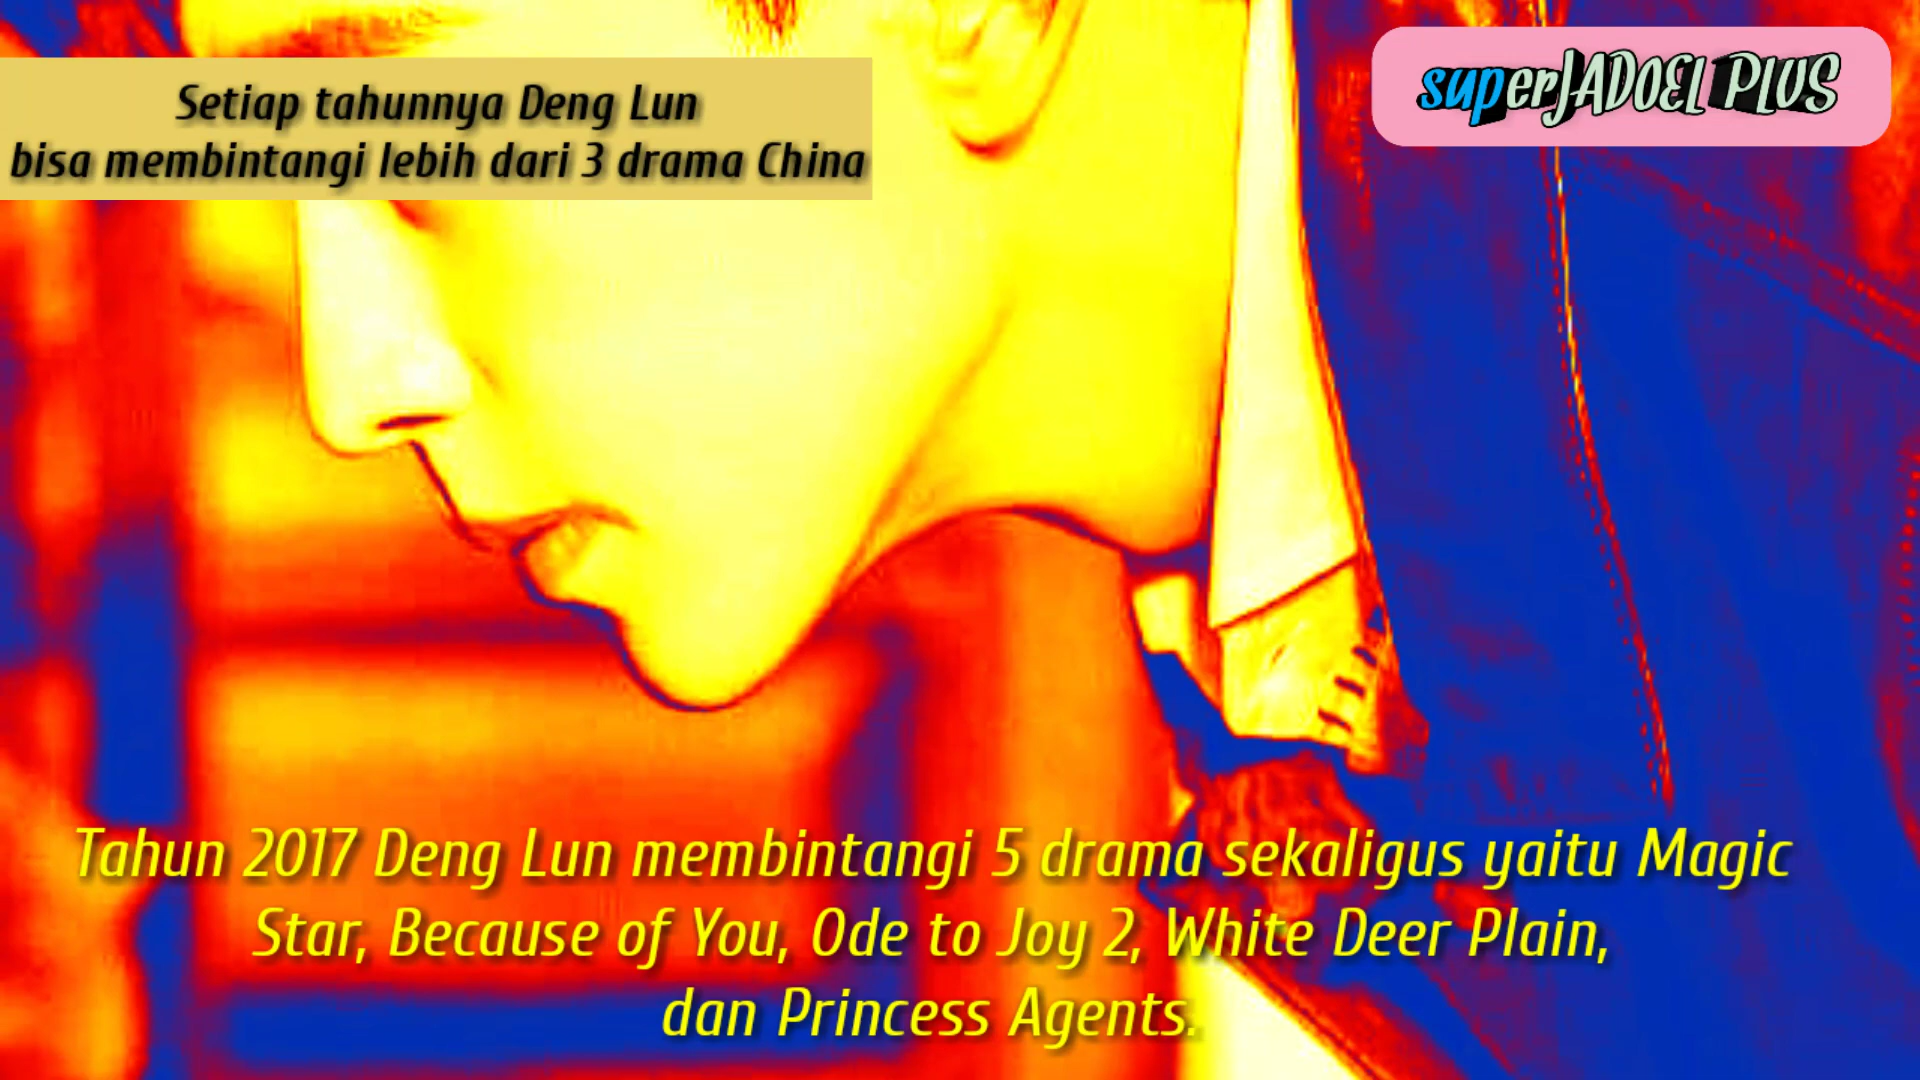 Setiap tahunnya Deng Lun
bisa membintangi lebih dari 3 drama China
superJADOEL PLUS
Tahun 2017 Deng Lun membintangi 5 drama sekaligus yaitu Magic
Star, Because of You, Ode to Joy 2, White Deer Plain,
dan Princess Agents.